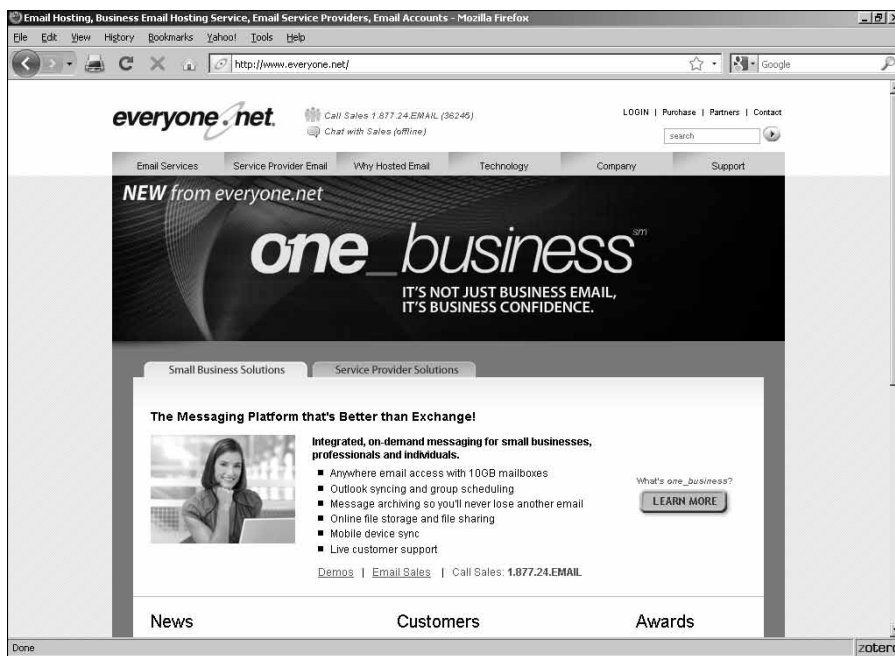 Email Hosting, Business Email Hosting Service, Email Service Providers, Email Accounts - Mozilla Firefox
File Edit View History Bookmarks Yahoo! Tools Help
http://www.everyone.net/
Google
everyone.net
Call Sales 1.877.24.EMAIL (36245)
Chat with Sales (offline)
LOGIN | Purchase | Partners | Contact
search
Email Services Service Provider Email Why Hosted Email Technology Company Support
NEW from everyone.net
one_business sm
IT'S NOT JUST BUSINESS EMAIL,
IT'S BUSINESS CONFIDENCE.
Small Business Solutions Service Provider Solutions
The Messaging Platform that's Better than Exchange!
Integrated, on-demand messaging for small businesses,
professionals and individuals.
Anywhere email access with 10GB mailboxes
Outlook syncing and group scheduling
Message archiving so you'll never lose another email
Online file storage and file sharing
Mobile device sync
Live customer support
What's one_business?
LEARN MORE
Demos | Email Sales | Call Sales: 1.877.24.EMAIL
News Customers Awards
Done